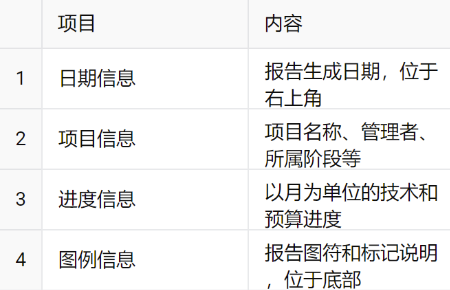 项目 内容
1 日期信息 报告生成日期，位于
右上角
2 项目信息 项目名称、管理者、
所属阶段等
3 进度信息 以月为单位的技术和
预算进度
4 图例信息 报告图符和标记说明
，位于底部